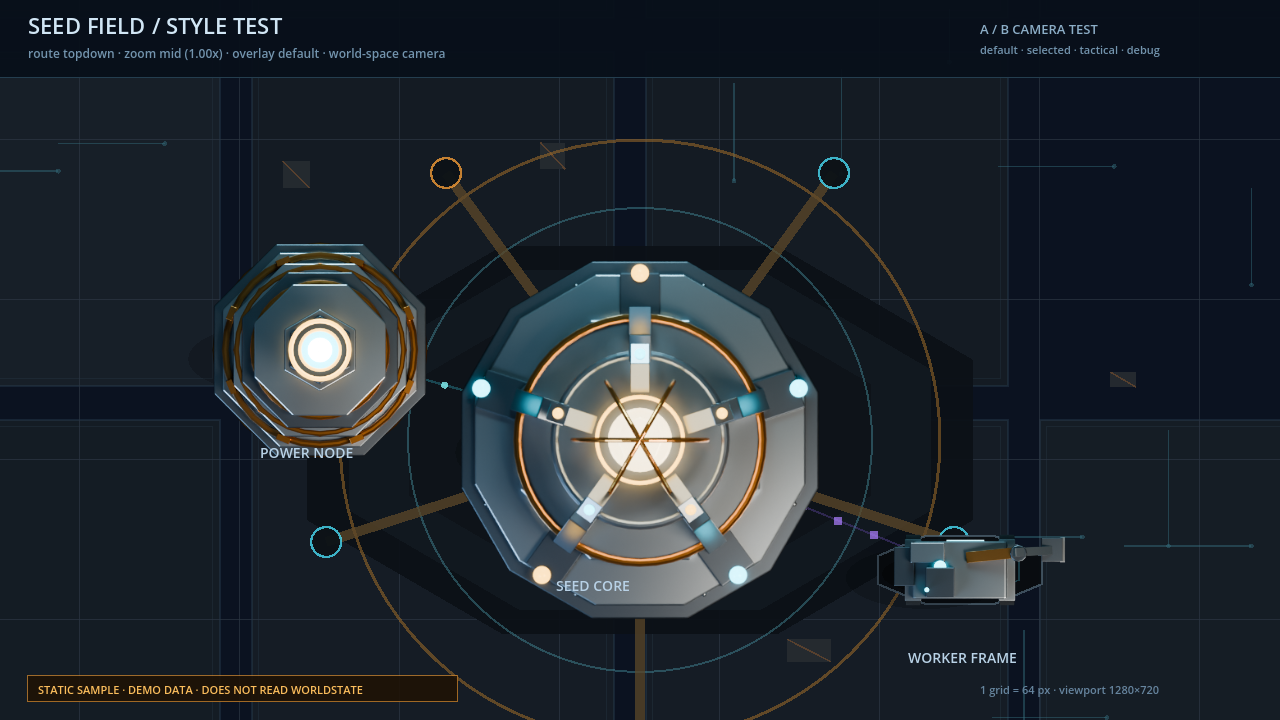 SEED FIELD / STYLE TEST
route topdown · zoom mid (1.00x) · overlay default · world-space camera
A / B CAMERA TEST
default · selected · tactical · debug
POWER NODE
SEED CORE
WORKER FRAME
STATIC SAMPLE · DEMO DATA · DOES NOT READ WORLDSTATE
1 grid = 64 px · viewport 1280×720